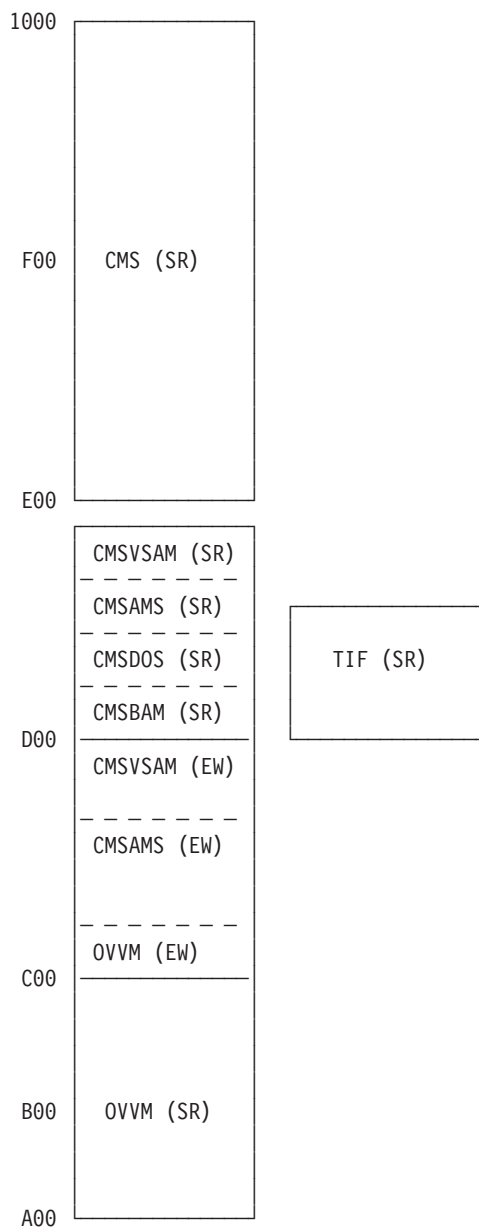 1000
F00 CMS (SR)
E00
CMSVSAM (SR)
CMSAMS (SR)
CMSDOS (SR) TIF (SR)
CMSBAM (SR)
D00
CMSVSAM (EW)
CMSAMS (EW)
OVVM (EW)
C00
B00 OVVM (SR)
A00